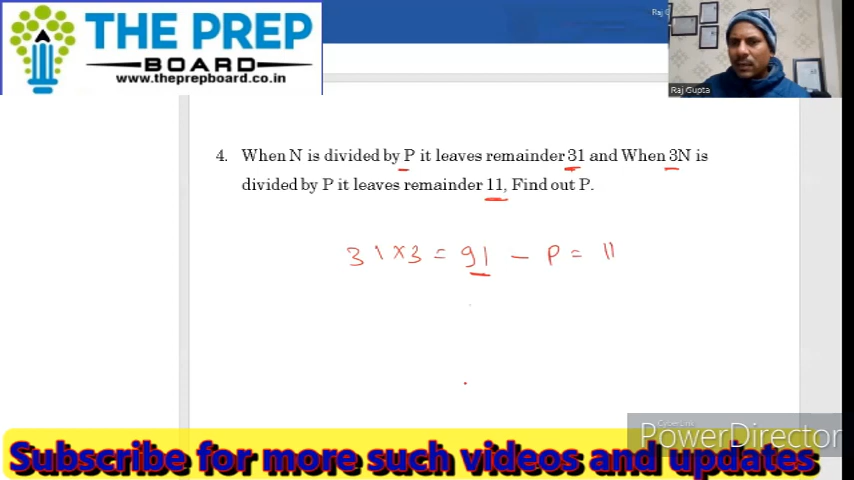 THE PREP
BOARD
www.theprepboard.co.in
Raj G
Raj Gupta
4. When N is divided by P it leaves remainder 31 and When 3N is
divided by P it leaves remainder 11, Find out P.
31 × 3 = 91 - P = 11
CyberLink
PowerDirector
Subscribe for more such videos and updates